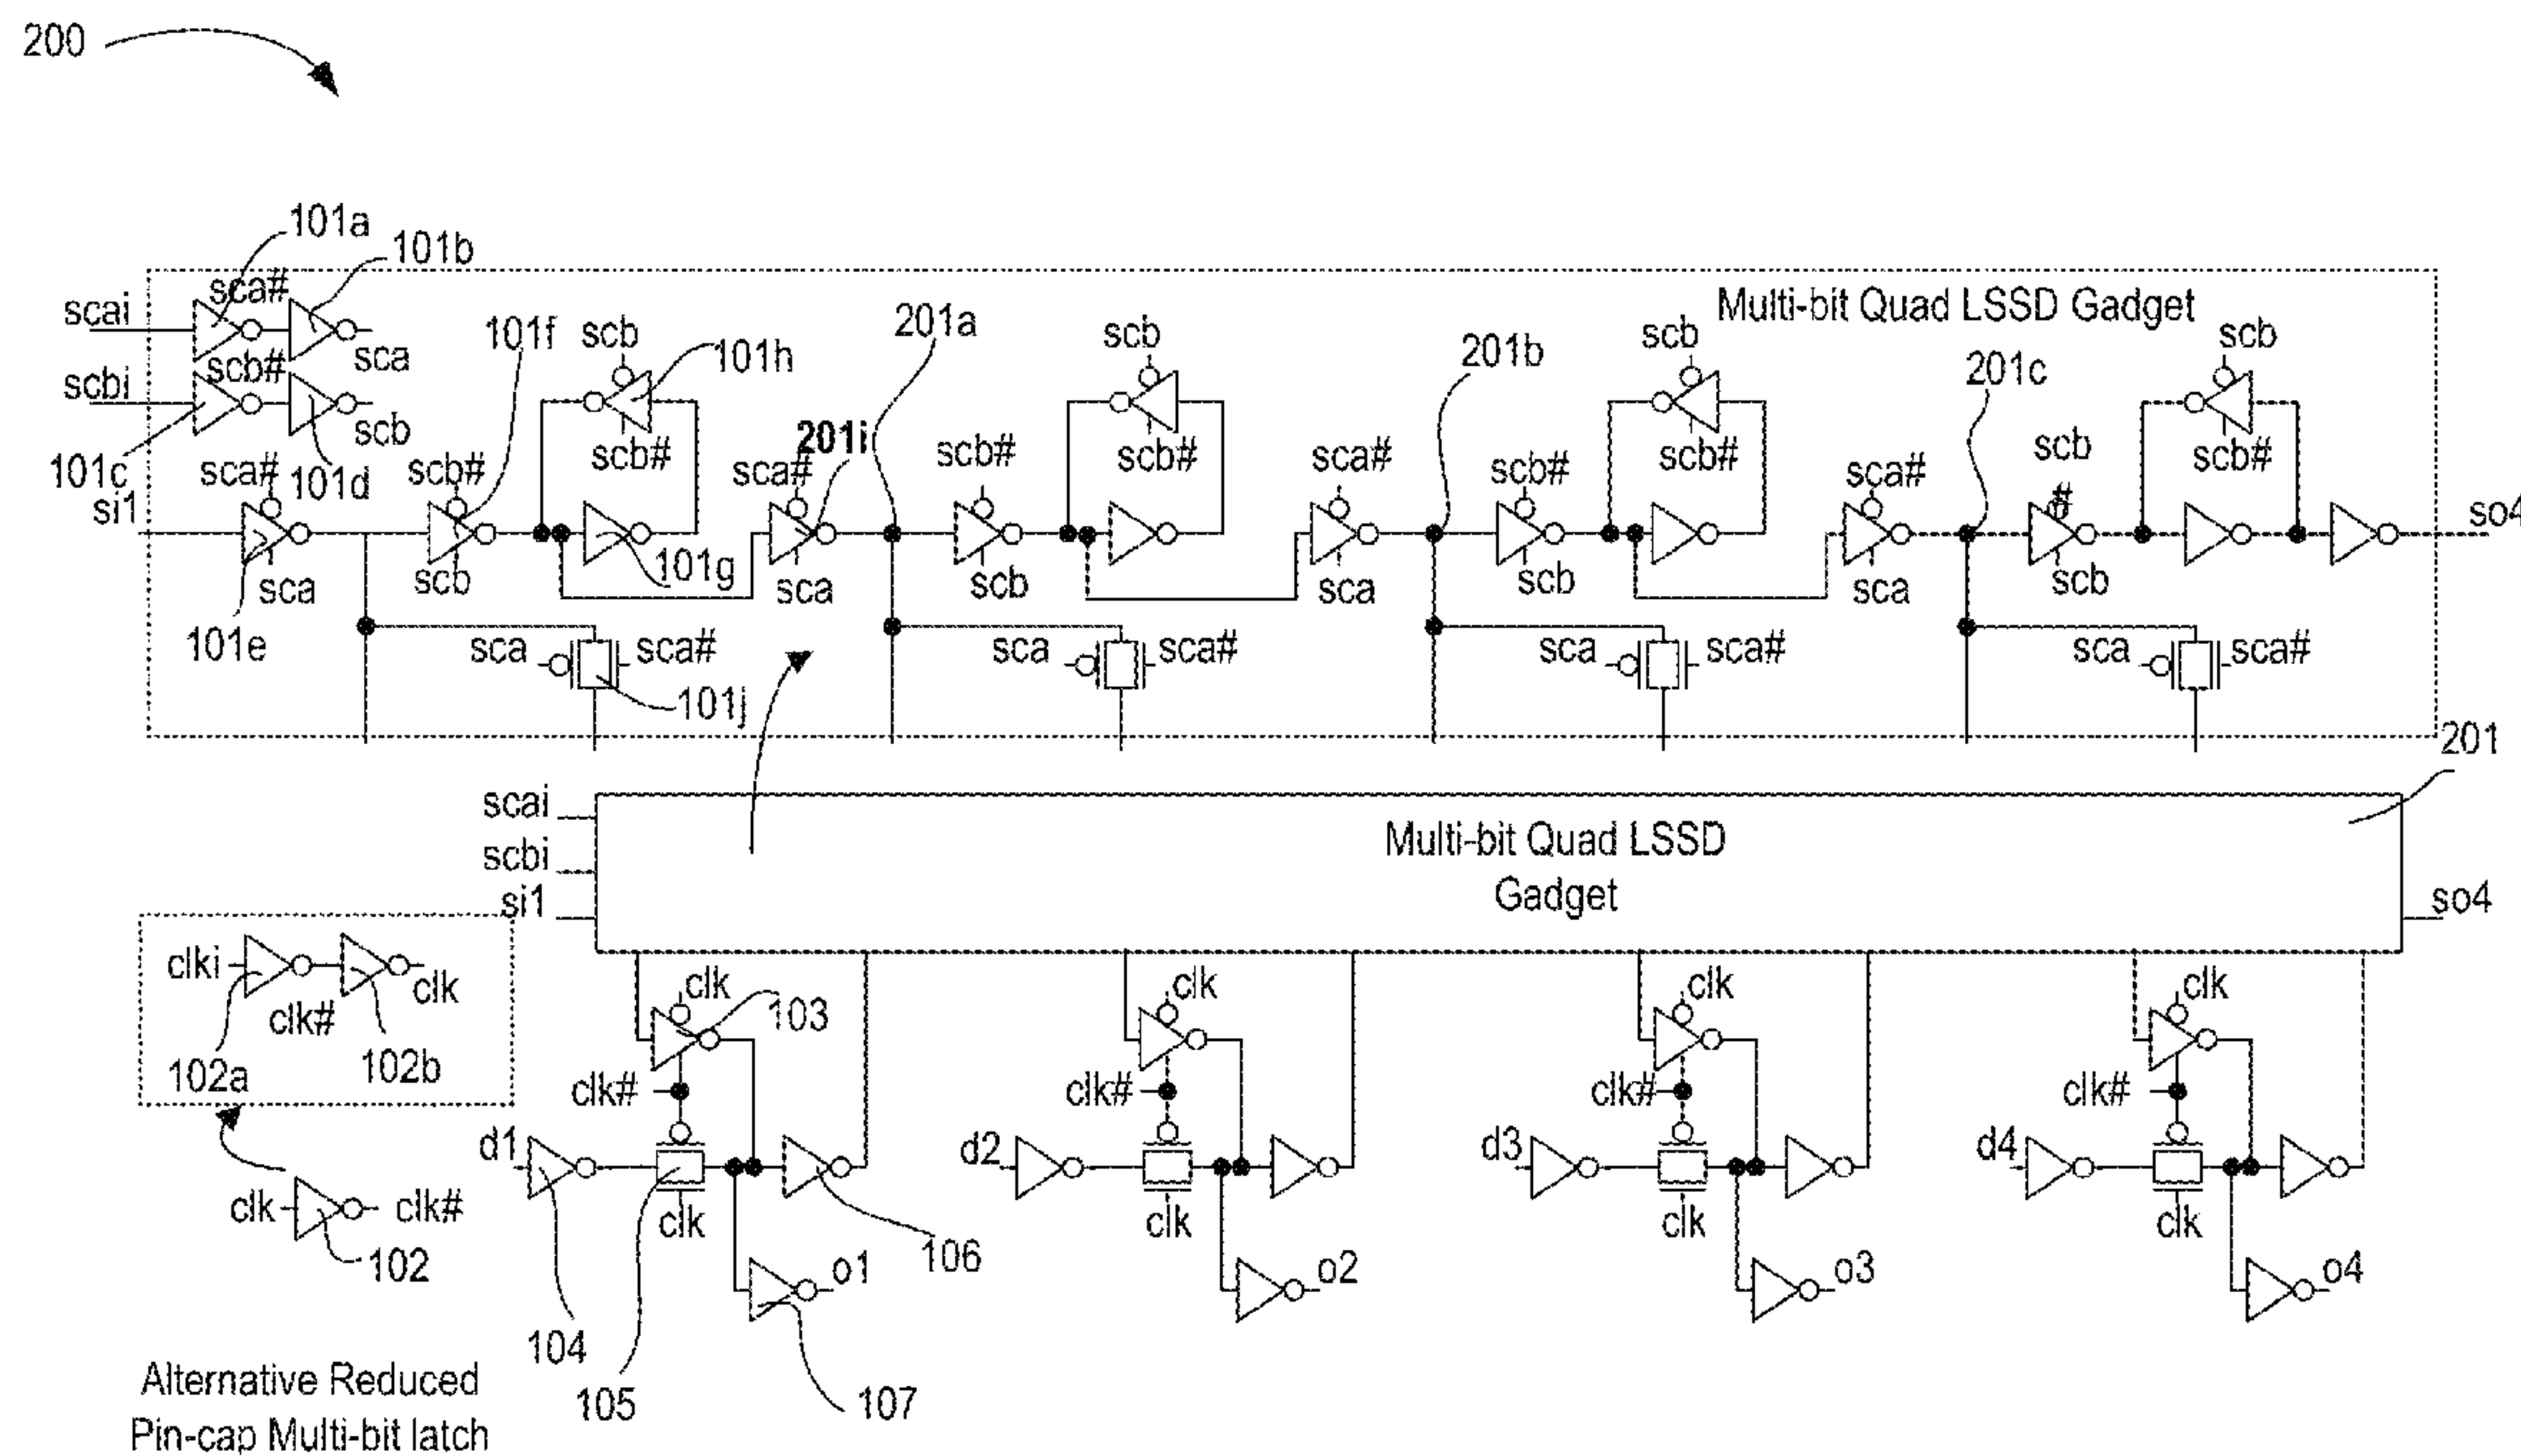 200
101a
101b
scai
sca#
sca
Multi-bit Quad LSSD Gadget
scbi
scb#
scb
101c
101d
101f
scb
101h
scb#
201a
scb
scb#
201b
scb
scb#
201c
scb
scb#
si1
sca#
sca
101e
scb#
scb
101g
sca#
201i
sca
scb#
scb
sca#
sca
scb#
scb
sca#
sca
scb
#
scb
so4
sca
sca#
101j
sca
sca#
sca
sca#
sca
sca#
201
scai
scbi
si1
Multi-bit Quad LSSD
Gadget
so4
clki
clk#
clk
102a
102b
clk
clk#
102
clk
103
clk#
d1
clk
104
105
106
o1
107
clk
clk#
d2
clk
o2
clk
clk#
d3
clk
o3
clk
clk#
d4
clk
o4
Alternative Reduced
Pin-cap Multi-bit latch